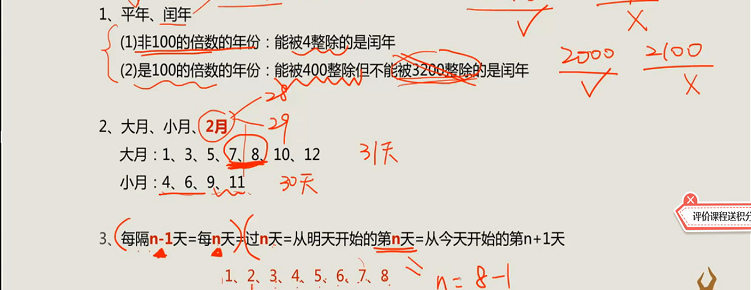 1、平年、闰年
(1)非100的倍数的年份：能被4整除的是闰年
(2)是100的倍数的年份：能被400整除但不能被3200整除的是闰年
2000 2100
28
2、大月、小月、2月
29
大月：1、3、5、7、8、10、12 31天
小月：4、6、9、11 30天
评价课程送积分
3、每隔n-1天=每n天=过n天=从明天开始的第n天=从今天开始的第n+1天
1、2、3、4、5、6、7、8
n=8-1